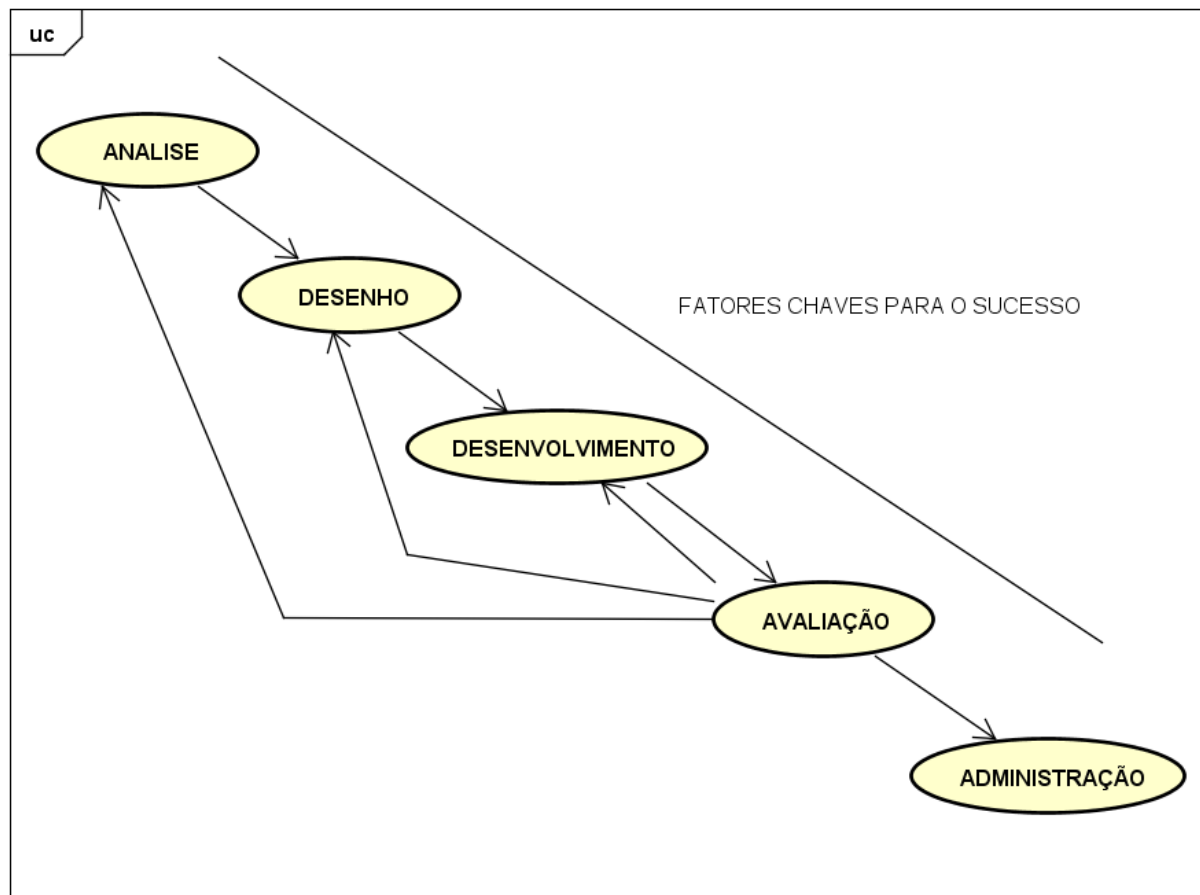 uc
ANALISE
DESENHO
FATORES CHAVES PARA O SUCESSO
DESENVOLVIMENTO
AVALIAÇÃO
ADMINISTRAÇÃO